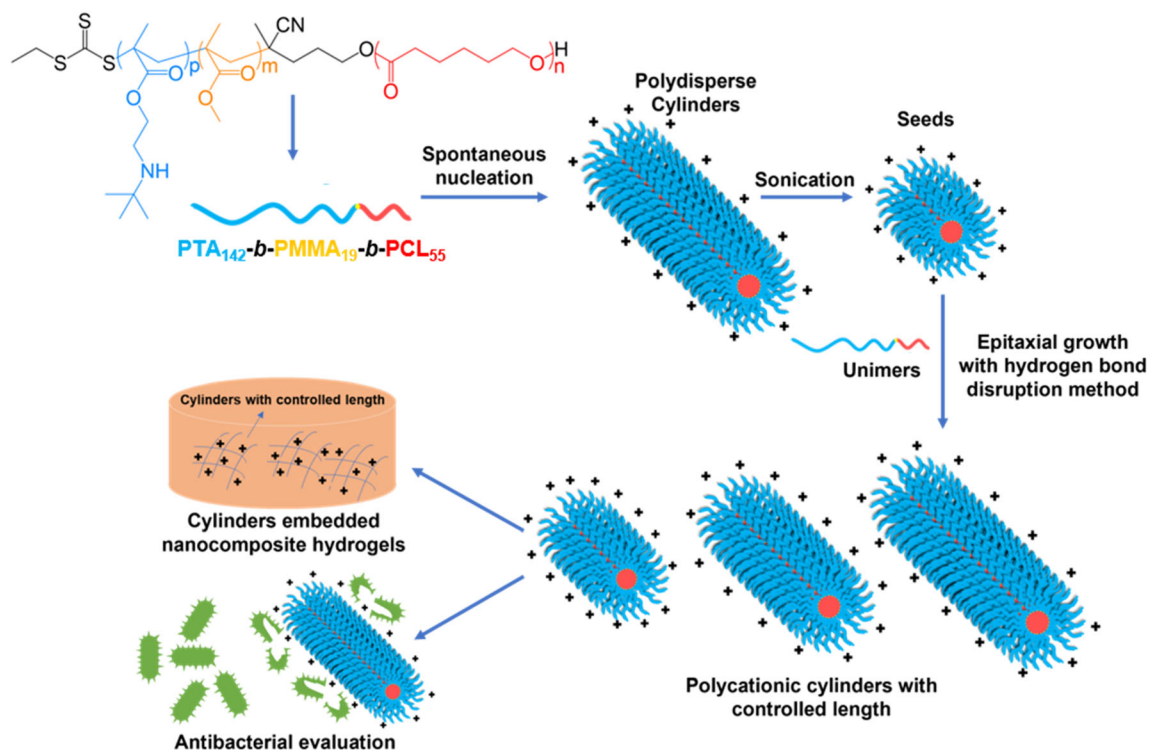 S
S
S
p
m
CN
O
O
H
n
O
O
O
O
O
O
NH
PTA₁₄₂-b-PMMA₁₉-b-PCL₅₅
Spontaneous
nucleation
Polydisperse
Cylinders
Sonication
Seeds
Unimers
Epitaxial growth
with hydrogen bond
disruption method
Cylinders with controlled length
Cylinders embedded
nanocomposite hydrogels
Polycationic cylinders with
controlled length
Antibacterial evaluation